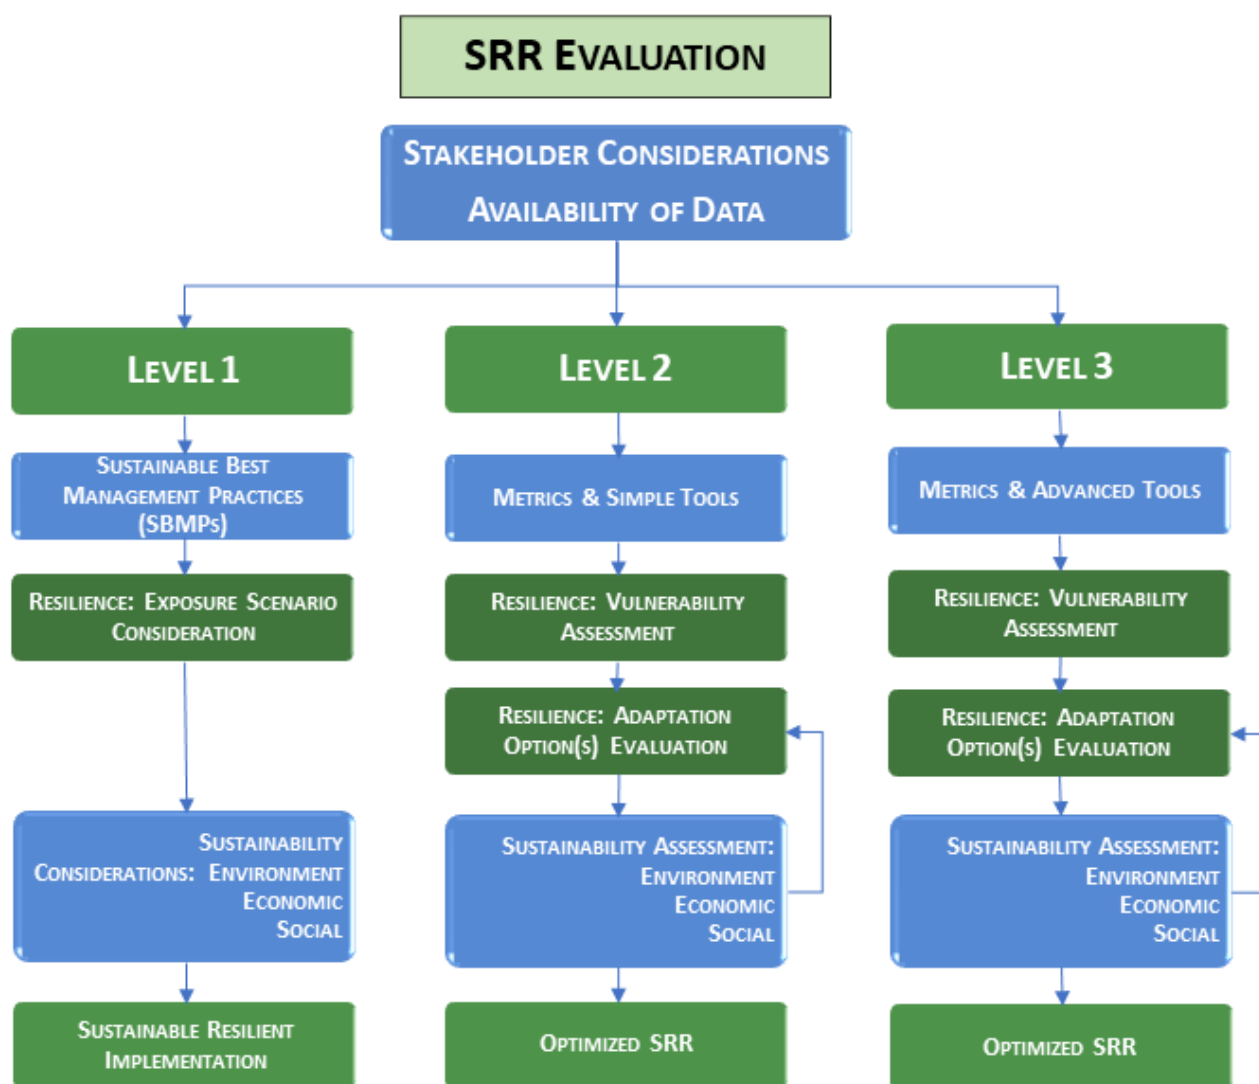 SRR EVALUATION
STAKEHOLDER CONSIDERATIONS
AVAILABILITY OF DATA
LEVEL 1
SUSTAINABLE BEST
MANAGEMENT PRACTICES
(SBMPS)
RESILIENCE: EXPOSURE SCENARIO
CONSIDERATION
SUSTAINABILITY
CONSIDERATIONS: ENVIRONMENT
ECONOMIC
SOCIAL
SUSTAINABLE RESILIENT
IMPLEMENTATION
LEVEL 2
METRICS & SIMPLE TOOLS
RESILIENCE: VULNERABILITY
ASSESSMENT
RESILIENCE: ADAPTATION
OPTION(S) EVALUATION
SUSTAINABILITY ASSESSMENT:
ENVIRONMENT
ECONOMIC
SOCIAL
OPTIMIZED SRR
LEVEL 3
METRICS & ADVANCED TOOLS
RESILIENCE: VULNERABILITY
ASSESSMENT
RESILIENCE: ADAPTATION
OPTION(S) EVALUATION
SUSTAINABILITY ASSESSMENT:
ENVIRONMENT
ECONOMIC
SOCIAL
OPTIMIZED SRR